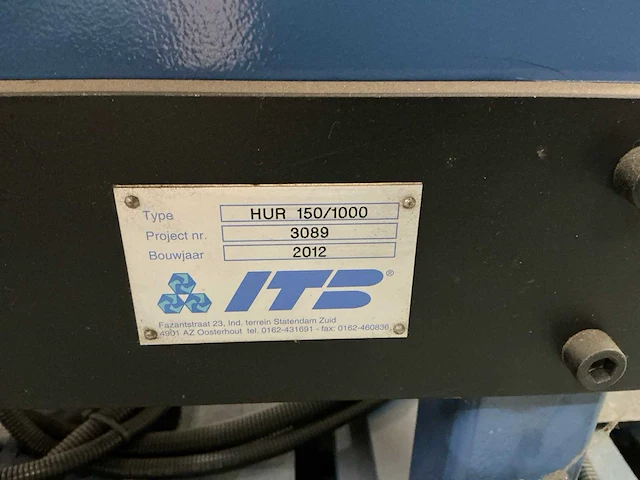 Type HUR 150/1000
Project nr. 3089
Bouwjaar 2012
ITB®
Fazantstraat 23, Ind. terrein Statendam Zuid
4901 AZ Oosterhout tel. 0162-431691 - fax: 0162-460836